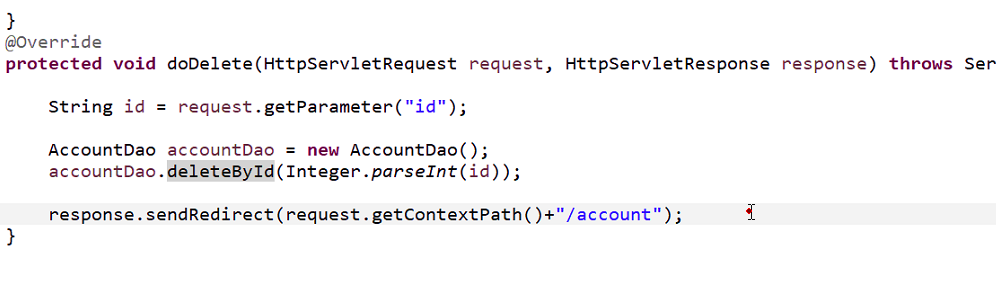 }
@Override
protected void doDelete(HttpServletRequest request, HttpServletResponse response) throws Ser
String id = request.getParameter("id");
AccountDao accountDao = new AccountDao();
accountDao.deleteById(Integer.parseInt(id));
response.sendRedirect(request.getContextPath()+"/account");
}